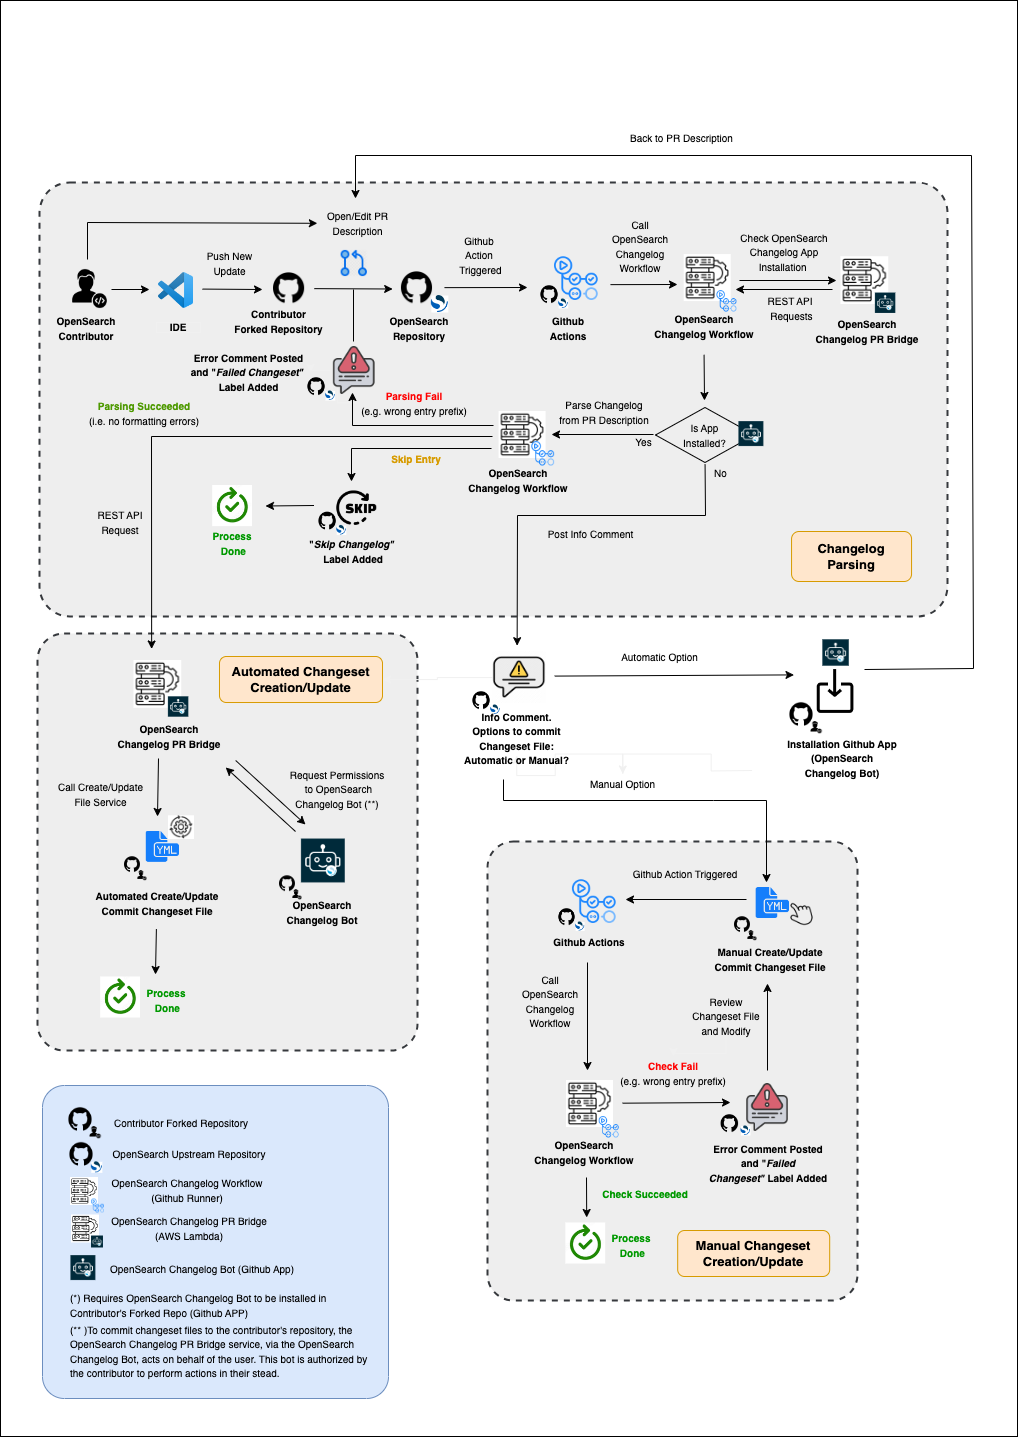 Back to PR Description
Open/Edit PR
Description
Push New
Update
Github
Action
Triggered
Call
OpenSearch
Changelog
Workflow
Check OpenSearch
Changelog App
Installation
REST API
Requests
OpenSearch
Contributor
IDE
Contributor
Forked Repository
OpenSearch
Repository
Github
Actions
OpenSearch
Changelog Workflow
OpenSearch
Changelog PR Bridge
Error Comment Posted
and "Failed Changeset"
Label Added
Parsing Succeeded
(i.e. no formatting errors)
Parsing Fail
(e.g. wrong entry prefix)
Parse Changelog
from PR Description
Yes
Is App
Installed?
No
Skip Entry
OpenSearch
Changelog Workflow
REST API
Request
Process
Done
SKIP
"Skip Changelog"
Label Added
Post Info Comment
Changelog
Parsing
Automated Changeset
Creation/Update
OpenSearch
Changelog PR Bridge
Call Create/Update
File Service
Request Permissions
to OpenSearch
Changelog Bot (**)
YML
Automated Create/Update
Commit Changeset File
OpenSearch
Changelog Bot
Process
Done
Info Comment.
Options to commit
Changeset File:
Automatic or Manual?
Automatic Option
Installation Github App
(OpenSearch
Changelog Bot)
Manual Option
Github Action Triggered
Github Actions
YML
Manual Create/Update
Commit Changeset File
Call
OpenSearch
Changelog
Workflow
Review
Changeset File
and Modify
Check Fail
(e.g. wrong entry prefix)
OpenSearch
Changelog Workflow
Error Comment Posted
and "Failed
Changeset" Label Added
Check Succeeded
Process
Done
Manual Changeset
Creation/Update
Contributor Forked Repository
OpenSearch Upstream Repository
OpenSearch Changelog Workflow
(Github Runner)
OpenSearch Changelog PR Bridge
(AWS Lambda)
OpenSearch Changelog Bot (Github App)
(*) Requires OpenSearch Changelog Bot to be installed in
Contributor's Forked Repo (Github APP)
(** )To commit changeset files to the contributor's repository, the
OpenSearch Changelog PR Bridge service, via the OpenSearch
Changelog Bot, acts on behalf of the user. This bot is authorized by
the contributor to perform actions in their stead.